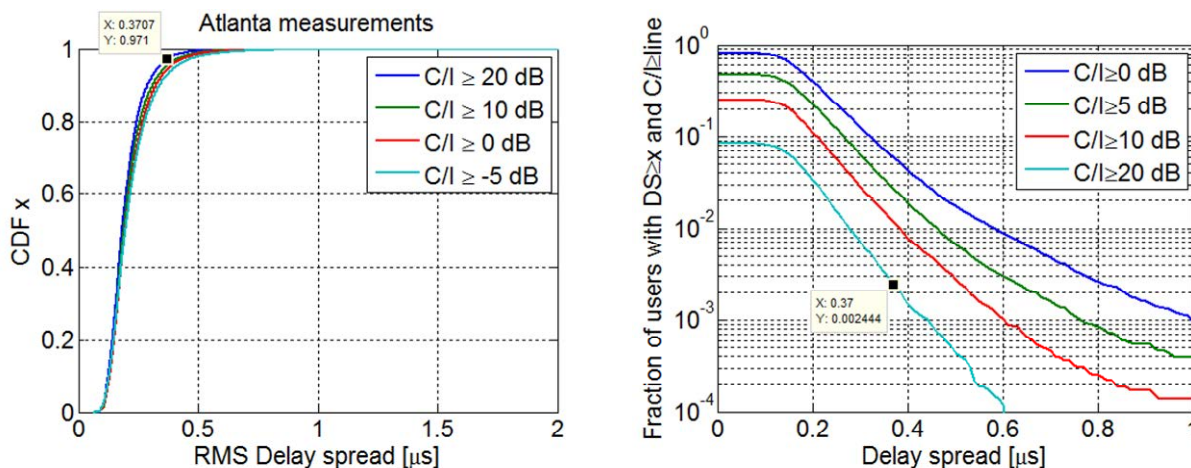 Atlanta measurements
X: 0.3707
Y: 0.971
1
0.8
0.6
0.4
0.2
0
CDF x
C/I ≥ 20 dB
C/I ≥ 10 dB
C/I ≥ 0 dB
C/I ≥ -5 dB
0 0.5 1 1.5 2
RMS Delay spread [μs]
Fraction of users with DS≥x and C/I≥line
10^0
10^-1
10^-2
10^-3
10^-4
C/I≥0 dB
C/I≥5 dB
C/I≥10 dB
C/I≥20 dB
X: 0.37
Y: 0.002444
0 0.2 0.4 0.6 0.8 1
Delay spread [μs]